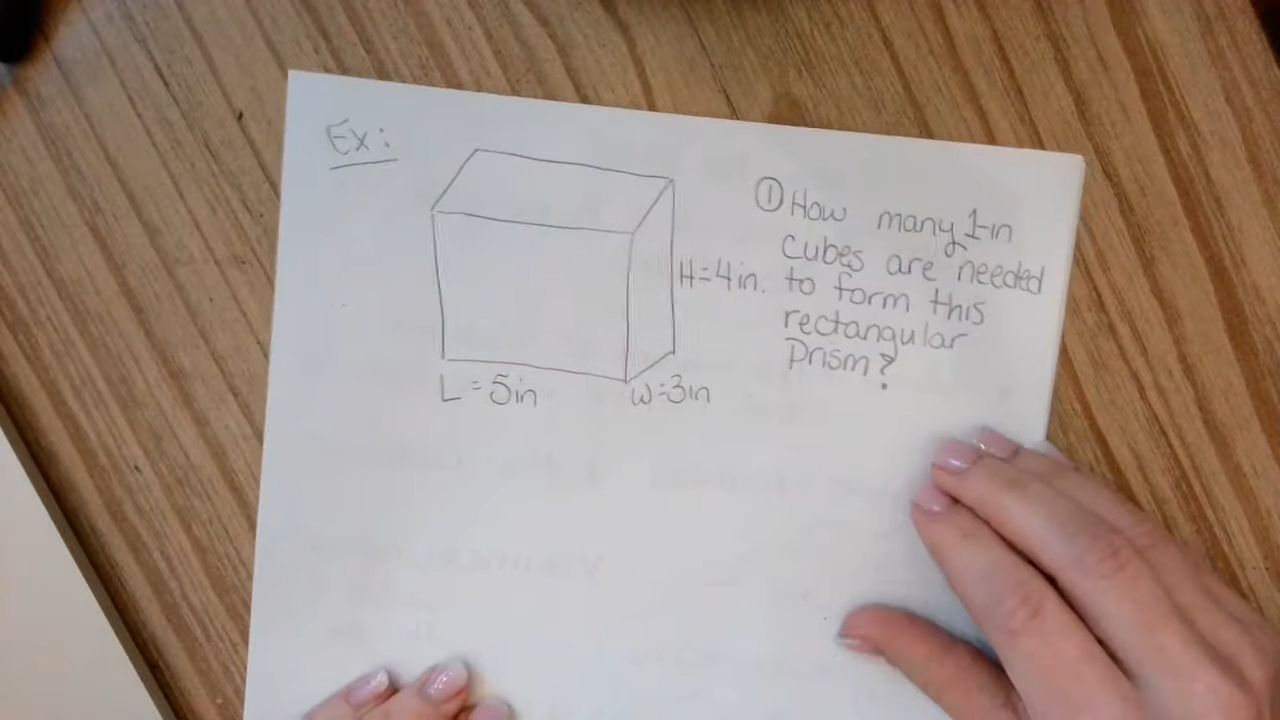 Ex:
① How many 1-in
cubes are needed
H=4in. to form this
rectangular
Prism?
L=5in w=3in